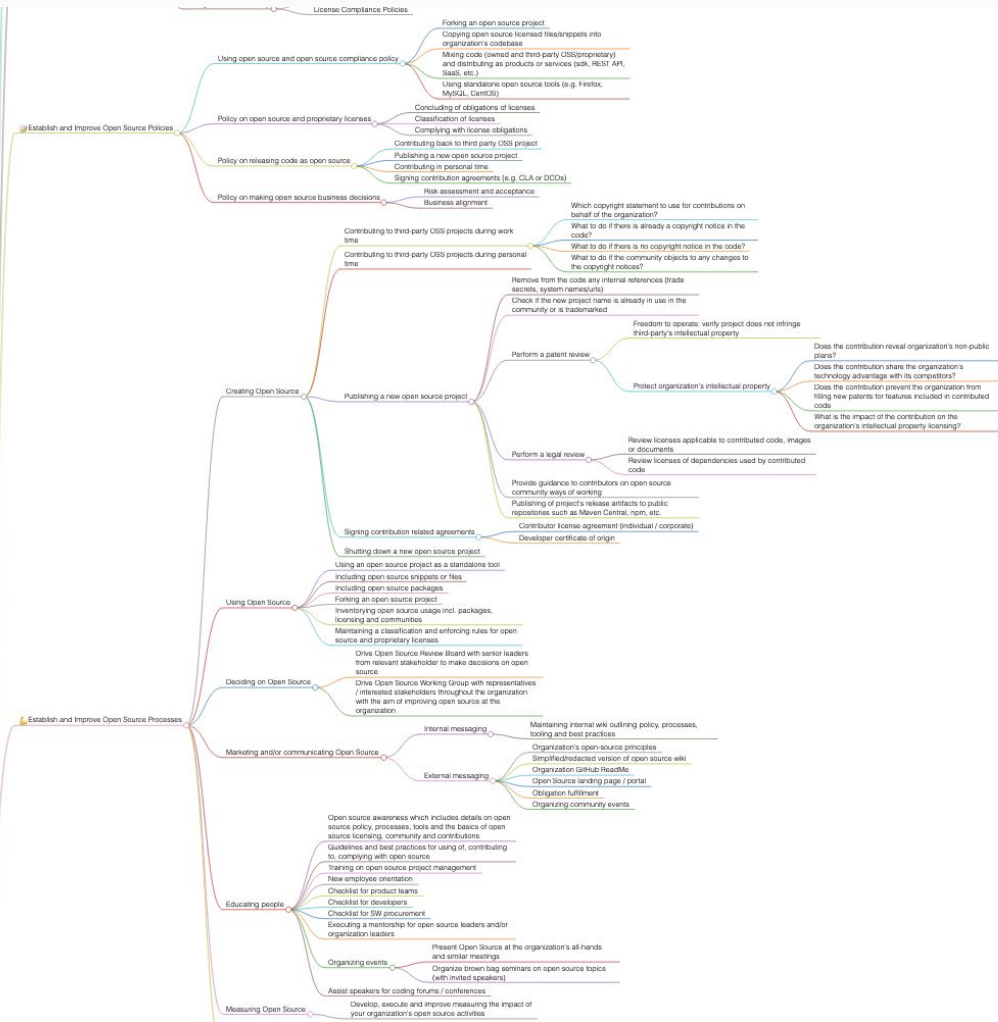 License Compliance Policies
Forking an open source project
Copying open source licensed files/snippets into
organization's codebase
Using open source and open source compliance policy
Mixing code (owned and third-party OSS/proprietary)
and distributing as products or services (sdk, REST API,
SaaS, etc.)
Using standalone open source tools (e.g. Firefox,
MySQL, CentOS)
Policy on open source and proprietary licenses
Concluding of obligations of licenses
Classification of licenses
Complying with license obligations
Establish and Improve Open Source Policies
Policy on releasing code as open source
Contributing back to third party OSS project
Publishing a new open source project
Contributing in personal time
Signing contribution agreements (e.g. CLA or DCOs)
Policy on making open source business decisions
Risk assessment and acceptance
Business alignment
Contributing to third-party OSS projects during work
time
Which copyright statement to use for contributions on
behalf of the organization?
What to do if there is already a copyright notice in the
code?
What to do if there is no copyright notice in the code?
What to do if the community objects to any changes to
the copyright notices?
Contributing to third-party OSS projects during personal
time
Remove from the code any internal references (trade
secrets, system names/urls)
Check if the new project name is already in use in the
community or is trademarked
Perform a patent review
Freedom to operate: verify project does not infringe
third-party's intellectual property
Protect organization's intellectual property
Does the contribution reveal organization's non-public
plans?
Does the contribution share the organization's
technology advantage with its competitors?
Does the contribution prevent the organization from
filling new patents for features included in contributed
code
What is the impact of the contribution on the
organization's intellectual property licensing?
Creating Open Source
Publishing a new open source project
Perform a legal review
Review licenses applicable to contributed code, images
or documents
Review licenses of dependencies used by contributed
code
Provide guidance to contributors on open source
community ways of working
Publishing of project's release artifacts to public
repositories such as Maven Central, npm, etc.
Signing contribution related agreements
Contributor license agreement (individual / corporate)
Developer certificate of origin
Shutting down a new open source project
Using Open Source
Using an open source project as a standalone tool
Including open source snippets or files
Including open source packages
Forking an open source project
Inventorying open source usage incl. packages,
licensing and communities
Maintaining a classification and enforcing rules for open
source and proprietary licenses
Deciding on Open Source
Drive Open Source Review Board with senior leaders
from relevant stakeholder to make decisions on open
source
Drive Open Source Working Group with representatives
/ interested stakeholders throughout the organization
with the aim of improving open source at the
organization
Establish and Improve Open Source Processes
Marketing and/or communicating Open Source
Internal messaging
Maintaining internal wiki outlining policy, processes,
tooling and best practices
External messaging
Organization's open-source principles
Simplified/redacted version of open source wiki
Organization GitHub ReadMe
Open Source landing page / portal
Obligation fulfillment
Organizing community events
Educating people
Open source awareness which includes details on open
source policy, processes, tools and the basics of open
source licensing, community and contributions
Guidelines and best practices for using of, contributing
to, complying with open source
Training on open source project management
New employee orientation
Checklist for product teams
Checklist for developers
Checklist for SW procurement
Executing a mentorship for open source leaders and/or
organization leaders
Organizing events
Present Open Source at the organization's all-hands
and similar meetings
Organize brown bag seminars on open source topics
(with invited speakers)
Assist speakers for coding forums / conferences
Measuring Open Source
Develop, execute and improve measuring the impact of
your organization's open source activities